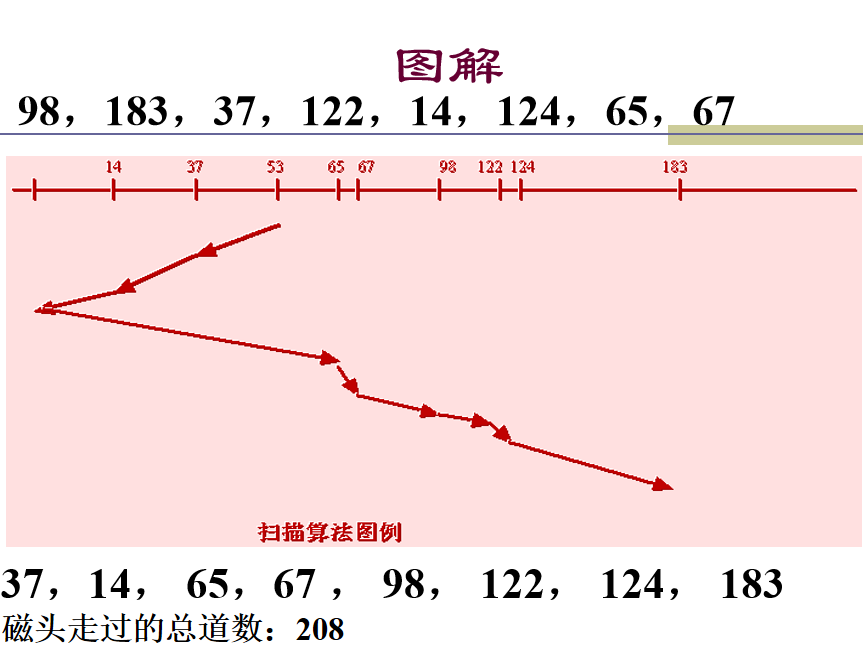 图解
98，183，37，122，14，124，65，67
14 37 53 65 67 98 122 124 183
扫描算法图例
37，14， 65，67 ， 98， 122， 124， 183
磁头走过的总道数：208